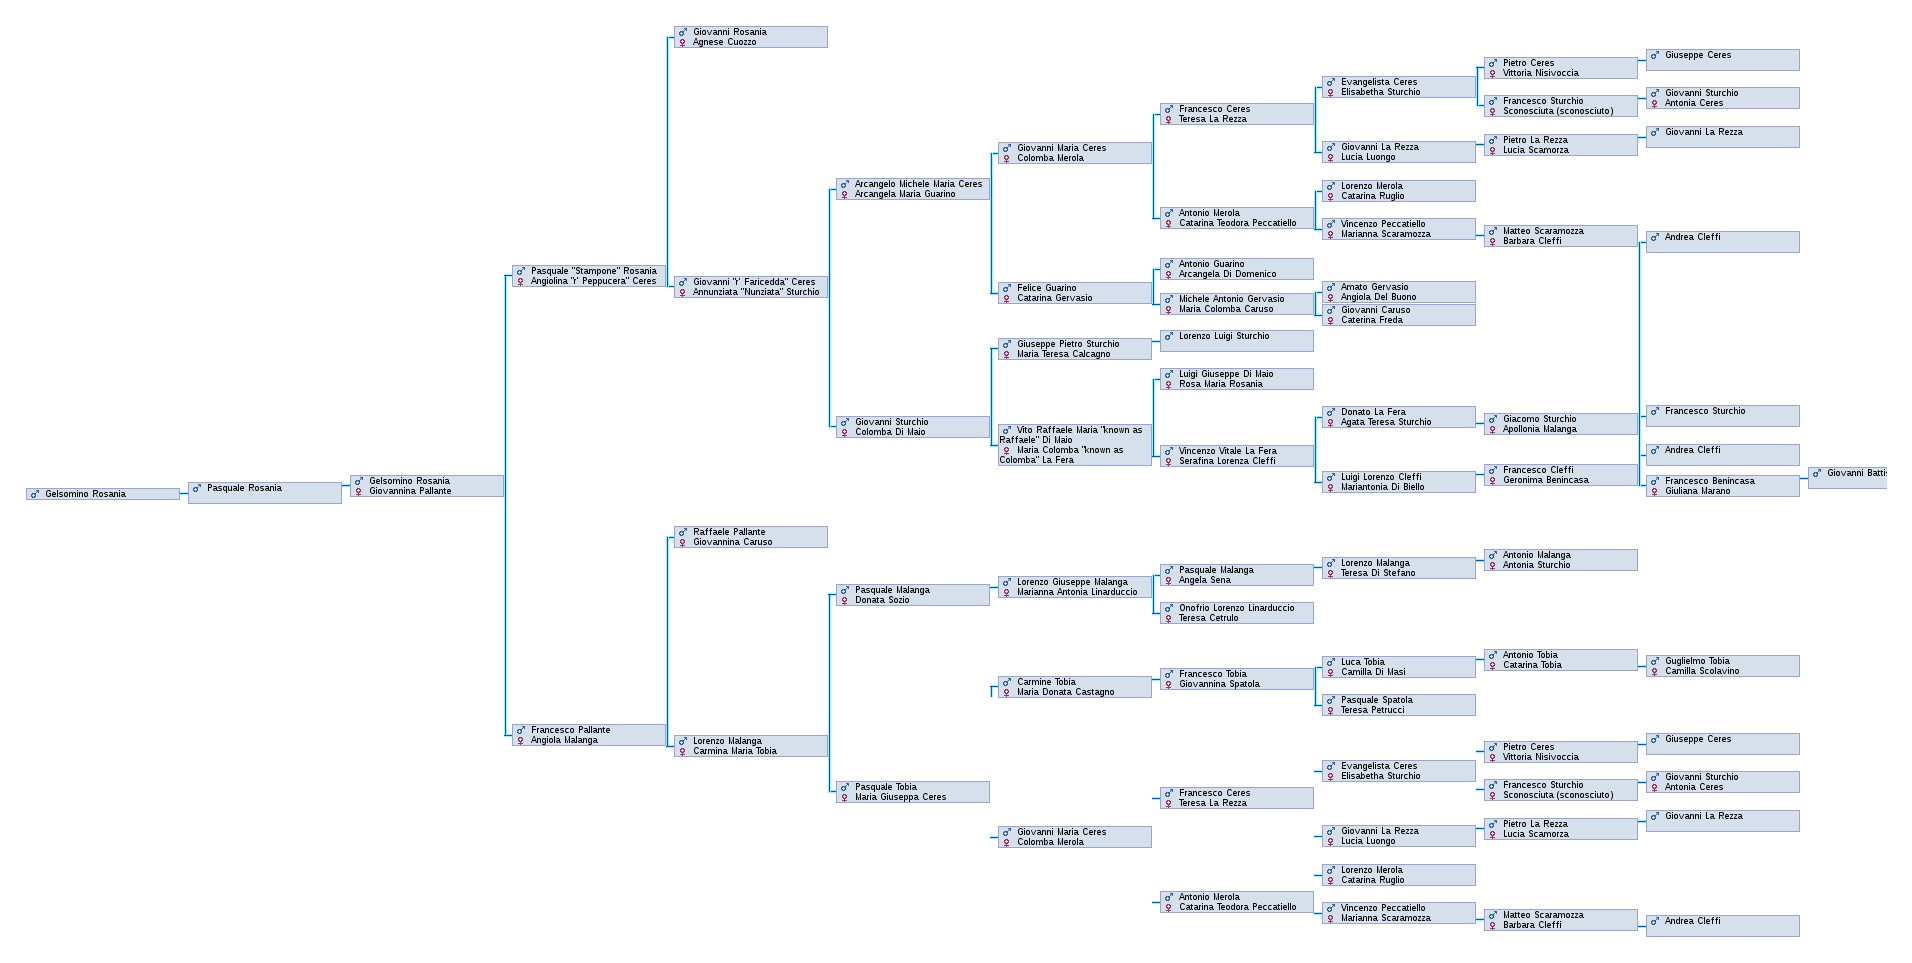 ♂ Gelsomino Rosania
♂ Pasquale Rosania
♂ Gelsomino Rosania
♀ Giovannina Pallante
♂ Pasquale "Stampone" Rosania
♀ Angiolina "r' Peppucera" Ceres
♂ Francesco Pallante
♀ Angiola Malanga
♂ Giovanni Rosania
♀ Agnese Cuozzo
♂ Giovanni "r' Faricedda" Ceres
♀ Annunziata "Nunziata" Sturchio
♂ Raffaele Pallante
♀ Giovannina Caruso
♂ Lorenzo Malanga
♀ Carmina Maria Tobia
♂ Arcangelo Michele Maria Ceres
♀ Arcangela Maria Guarino
♂ Giovanni Sturchio
♀ Colomba Di Maio
♂ Pasquale Malanga
♀ Donata Sozio
♂ Pasquale Tobia
♀ Maria Giuseppa Ceres
♂ Giovanni Maria Ceres
♀ Colomba Merola
♂ Felice Guarino
♀ Catarina Gervasio
♂ Giuseppe Pietro Sturchio
♀ Maria Teresa Calcagno
♂ Vito Raffaele Maria "known as
Raffaele" Di Maio
♀ Maria Colomba "known as
Colomba" La Fera
♂ Lorenzo Giuseppe Malanga
♀ Marianna Antonia Linarduccio
♂ Carmine Tobia
♀ Maria Donata Castagno
♂ Giovanni Maria Ceres
♀ Colomba Merola
♂ Francesco Ceres
♀ Teresa La Rezza
♂ Antonio Merola
♀ Catarina Teodora Peccatiello
♂ Antonio Guarino
♀ Arcangela Di Domenico
♂ Michele Antonio Gervasio
♀ Maria Colomba Caruso
♂ Lorenzo Luigi Sturchio
♂ Luigi Giuseppe Di Maio
♀ Rosa Maria Rosania
♂ Vincenzo Vitale La Fera
♀ Serafina Lorenza Cleffi
♂ Pasquale Malanga
♀ Angela Sena
♂ Onofrio Lorenzo Linarduccio
♀ Teresa Cetrulo
♂ Francesco Tobia
♀ Giovannina Spatola
♂ Francesco Ceres
♀ Teresa La Rezza
♂ Antonio Merola
♀ Catarina Teodora Peccatiello
♂ Evangelista Ceres
♀ Elisabetha Sturchio
♂ Giovanni La Rezza
♀ Lucia Luongo
♂ Lorenzo Merola
♀ Catarina Ruglio
♂ Vincenzo Peccatiello
♀ Marianna Scaramozza
♂ Amato Gervasio
♀ Angiola Del Buono
♂ Giovanni Caruso
♀ Caterina Freda
♂ Donato La Fera
♀ Agata Teresa Sturchio
♂ Luigi Lorenzo Cleffi
♀ Mariantonia Di Biello
♂ Lorenzo Malanga
♀ Teresa Di Stefano
♂ Luca Tobia
♀ Camilla Di Masi
♂ Pasquale Spatola
♀ Teresa Petrucci
♂ Evangelista Ceres
♀ Elisabetha Sturchio
♂ Giovanni La Rezza
♀ Lucia Luongo
♂ Lorenzo Merola
♀ Catarina Ruglio
♂ Vincenzo Peccatiello
♀ Marianna Scaramozza
♂ Pietro Ceres
♀ Vittoria Nisivoccia
♂ Francesco Sturchio
♀ Sconosciuta (sconosciuto)
♂ Pietro La Rezza
♀ Lucia Scamorza
♂ Matteo Scaramozza
♀ Barbara Cleffi
♂ Giacomo Sturchio
♀ Apollonia Malanga
♂ Francesco Cleffi
♀ Geronima Benincasa
♂ Antonio Malanga
♀ Antonia Sturchio
♂ Antonio Tobia
♀ Catarina Tobia
♂ Pietro Ceres
♀ Vittoria Nisivoccia
♂ Francesco Sturchio
♀ Sconosciuta (sconosciuto)
♂ Pietro La Rezza
♀ Lucia Scamorza
♂ Matteo Scaramozza
♀ Barbara Cleffi
♂ Giuseppe Ceres
♂ Giovanni Sturchio
♀ Antonia Ceres
♂ Giovanni La Rezza
♂ Andrea Cleffi
♂ Francesco Sturchio
♂ Andrea Cleffi
♂ Francesco Benincasa
♀ Giuliana Marano
♂ Guglielmo Tobia
♀ Camilla Scolavino
♂ Giuseppe Ceres
♂ Giovanni Sturchio
♀ Antonia Ceres
♂ Giovanni La Rezza
♂ Andrea Cleffi
♂ Giovanni